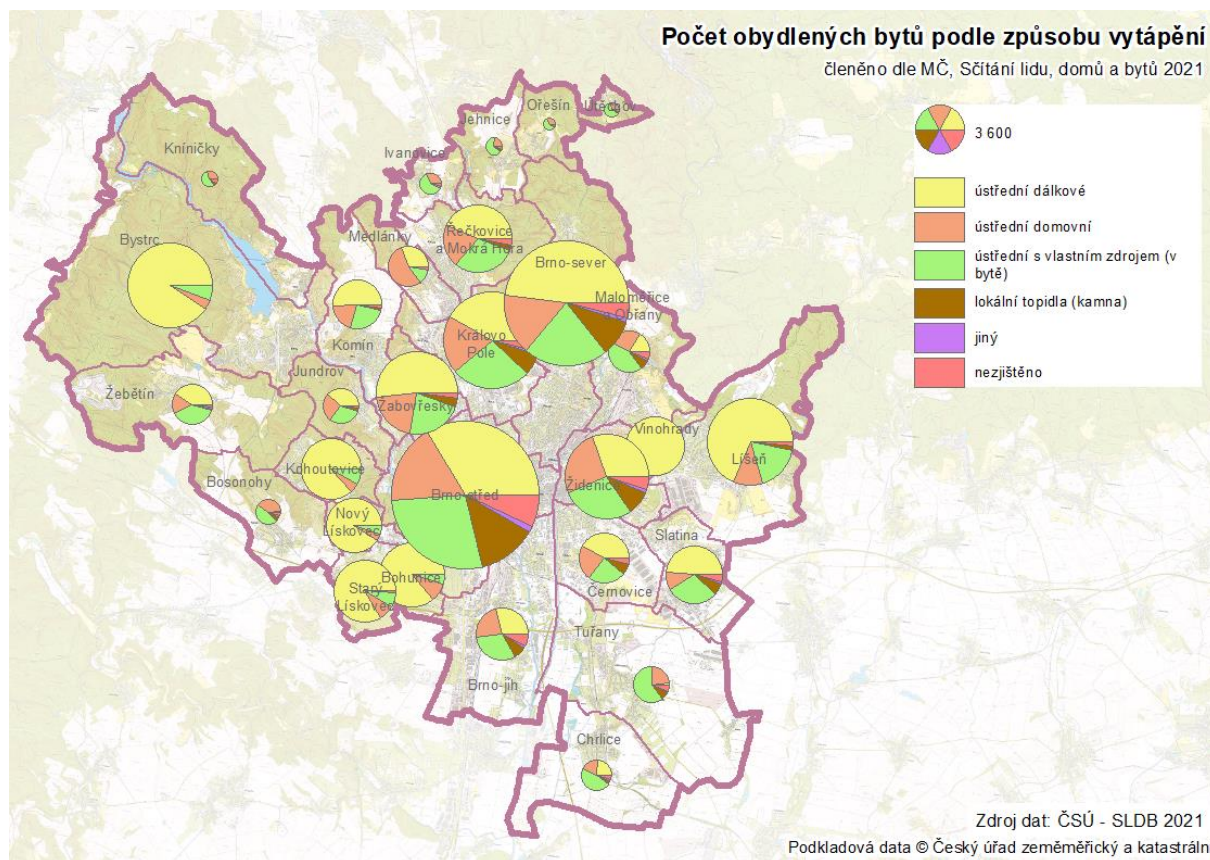 Počet obydlených bytů podle způsobu vytápění
členěno dle MČ, Sčítání lidu, domů a bytů 2021
3 600
ústřední dálkové
ústřední domovní
ústřední s vlastním zdrojem (v
bytě)
lokální topidla (kamna)
jiný
nezjištěno
Ořešín
Útěchov
Jehnice
Kníničky
Ivanovice
Bystrc
Medlánky
Řečkovice
a Mokrá Hora
Brno-sever
Maloměřice
a Obřany
Královo
Pole
Komín
Jundrov
Žebětín
Žabovřesky
Vinohrady
Líšeň
Kohoutovice
Bosonohy
Brno-střed
Židenice
Nový
Lískovec
Slatina
Bohunice
Starý
Lískovec
Černovice
Tuřany
Brno-jih
Chrlice
Zdroj dat: ČSÚ - SLDB 2021
Podkladová data © Český úřad zeměměřický a katastráln